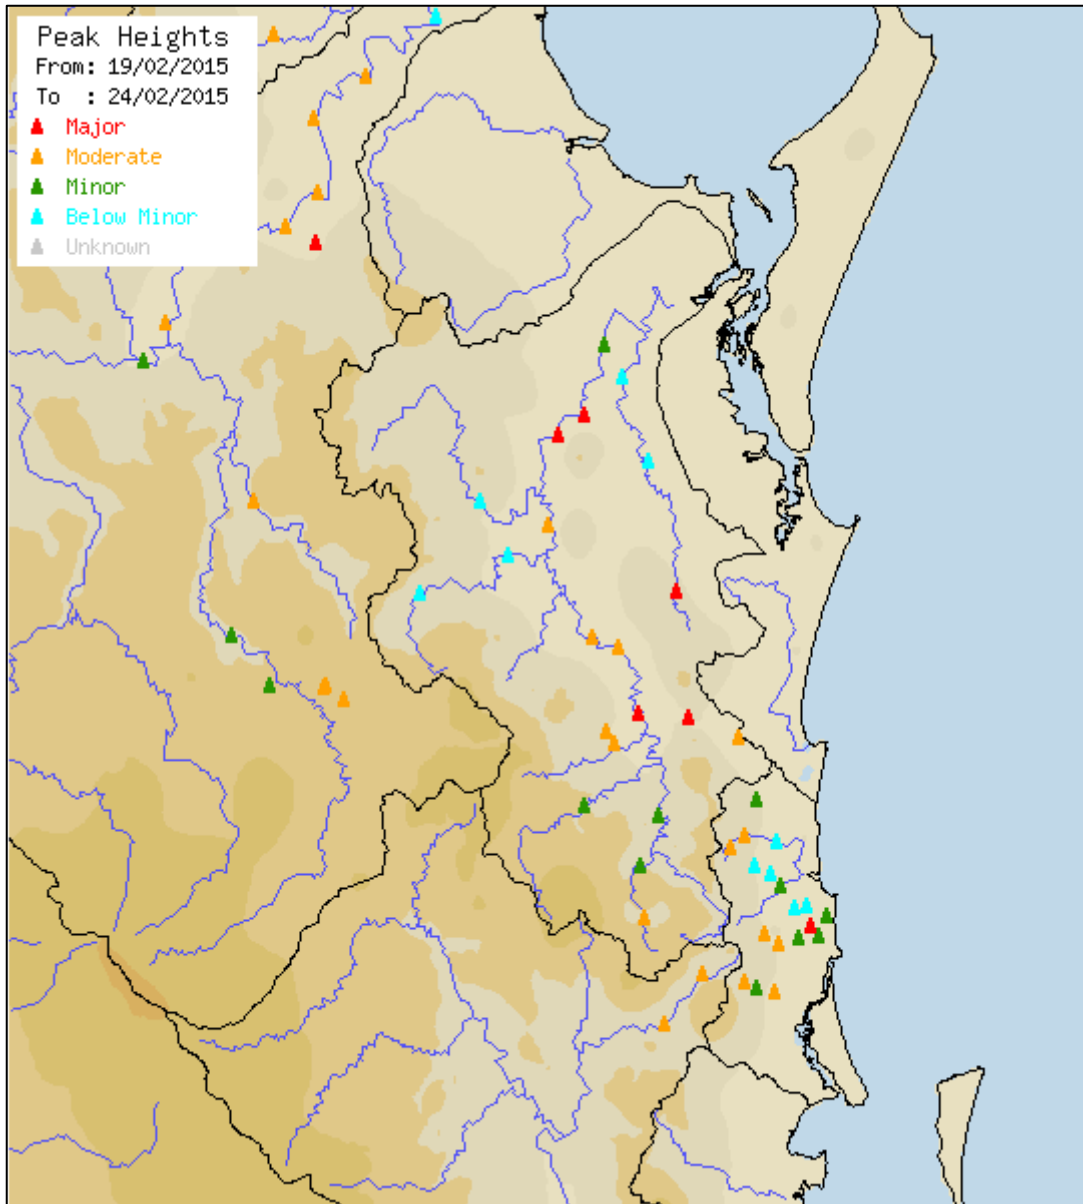 Peak Heights
From: 19/02/2015
To  : 24/02/2015
Major
Moderate
Minor
Below Minor
Unknown